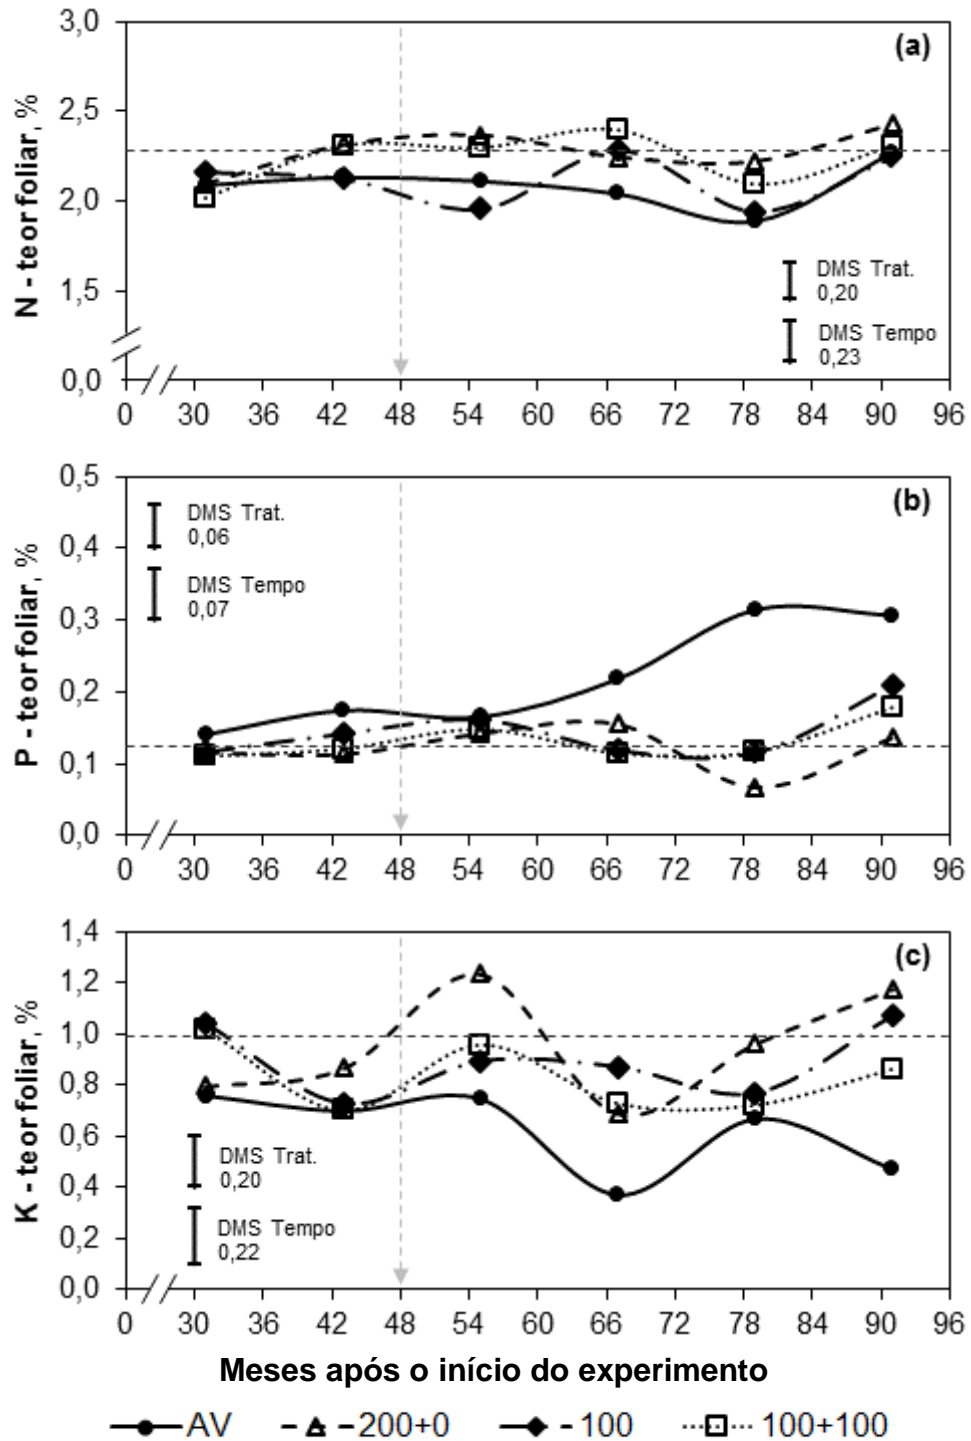 3,0
(a)
2,5
2,0
1,5
0,0
N - teor foliar, %
DMS Trat.
0,20
DMS Tempo
0,23
0 30 36 42 48 54 60 66 72 78 84 90 96
0,5
(b)
0,4
0,3
0,2
0,1
0,0
P - teor foliar, %
DMS Trat.
0,06
DMS Tempo
0,07
0 30 36 42 48 54 60 66 72 78 84 90 96
1,4
(c)
1,2
1,0
0,8
0,6
0,4
0,2
0,0
K - teor foliar, %
DMS Trat.
0,20
DMS Tempo
0,22
0 30 36 42 48 54 60 66 72 78 84 90 96
Meses após o início do experimento
AV 200+0 100 100+100